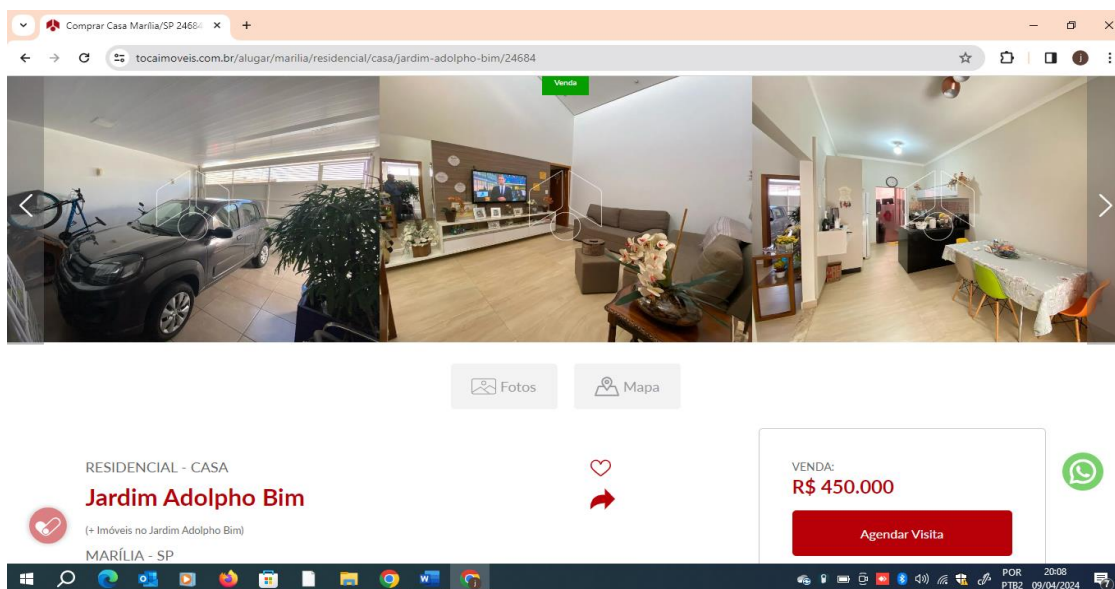 Comprar Casa Marília/SP 24684
tocaimoveis.com.br/alugar/marilia/residencial/casa/jardim-adolpho-bim/24684
Venda
Fotos
Mapa
RESIDENCIAL - CASA
Jardim Adolpho Bim
(+ Imóveis no Jardim Adolpho Bim)
MARÍLIA - SP
VENDA:
R$ 450.000
Agendar Visita
POR
PTB2
20:08
09/04/2024